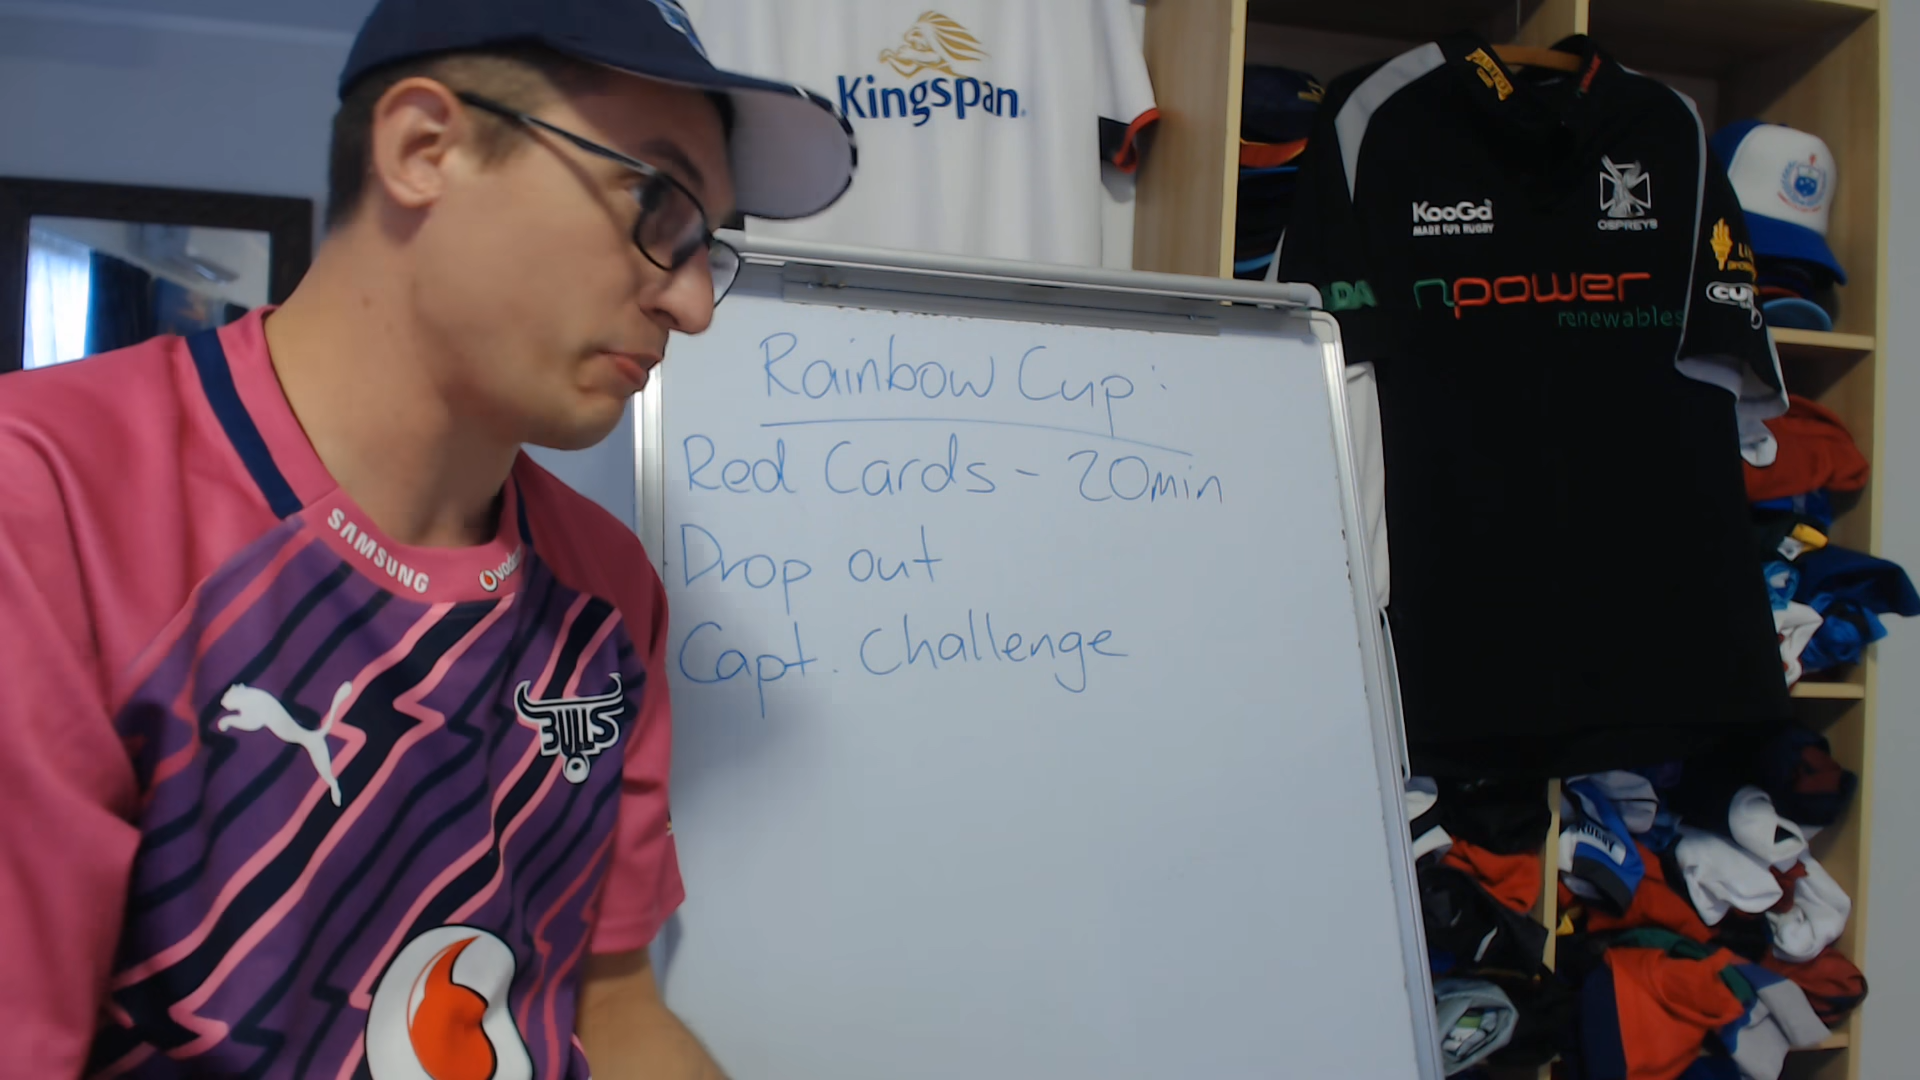 Kingspan
KooGa
MADE FOR RUGBY
OSPREYS
npower
renewables
Rainbow Cup:
Red Cards - 20min
Drop out
Capt. Challenge
SAMSUNG
BULLS
RUGBY